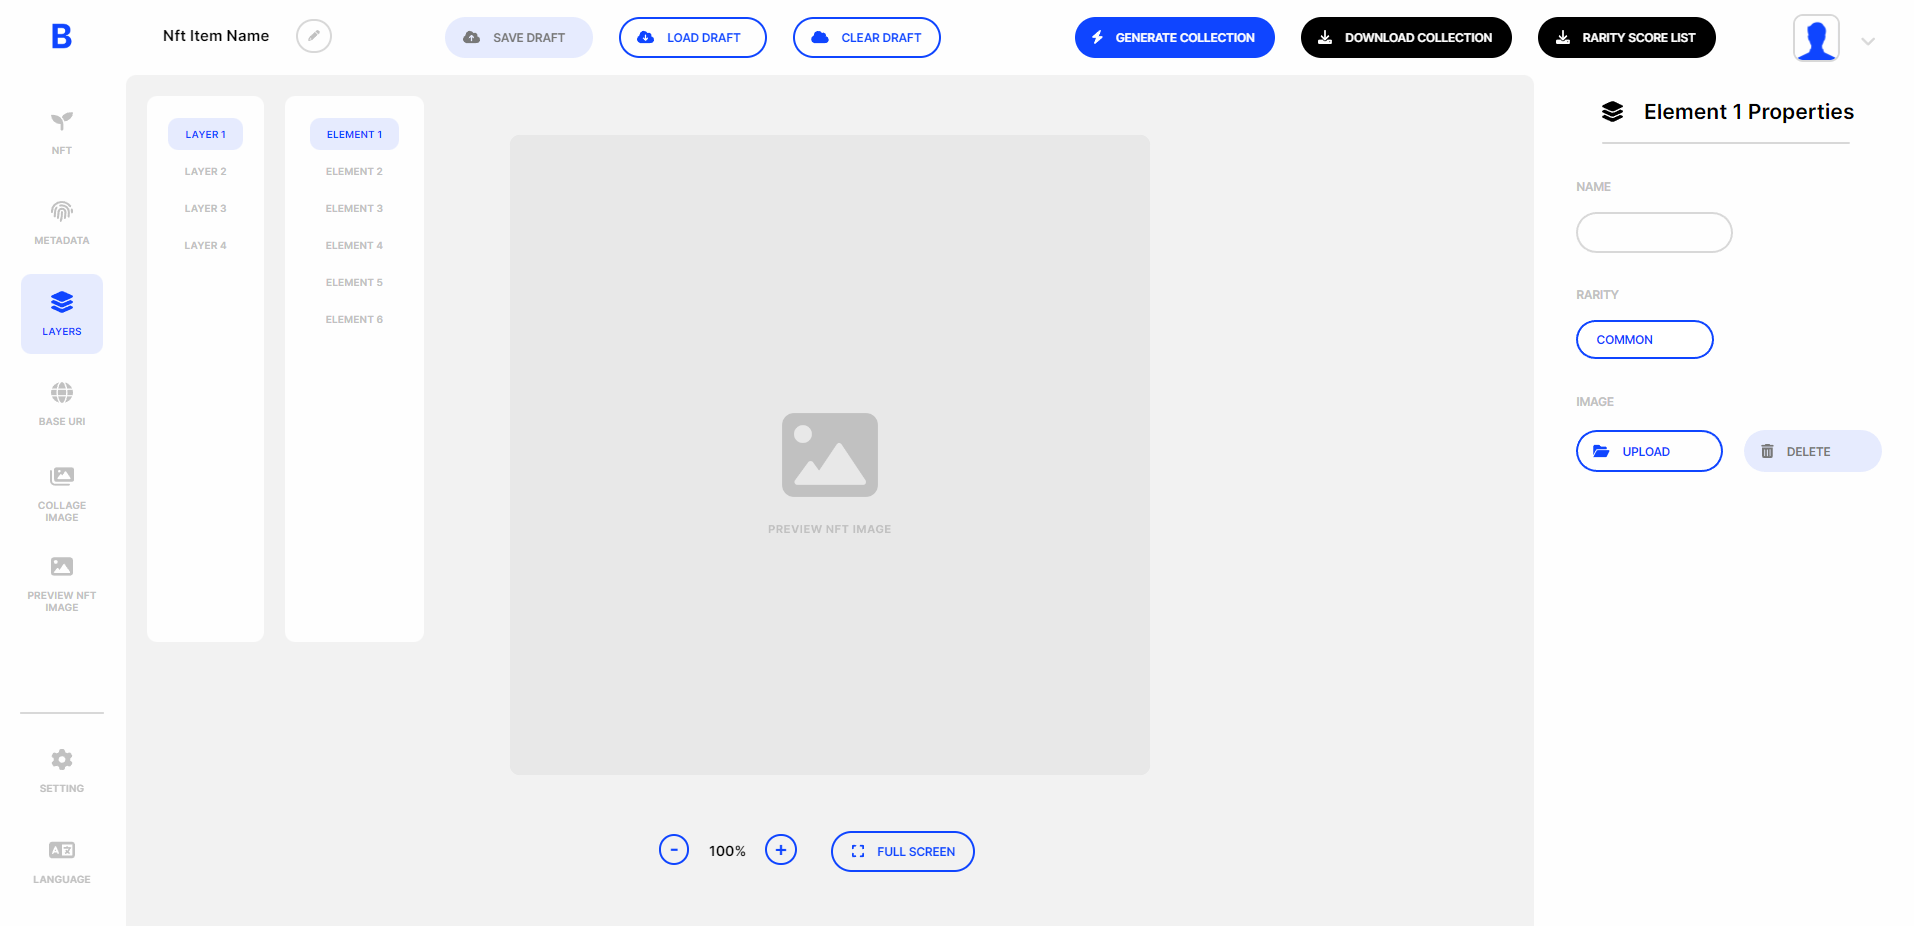 B
Nft Item Name
SAVE DRAFT
LOAD DRAFT
CLEAR DRAFT
GENERATE COLLECTION
DOWNLOAD COLLECTION
RARITY SCORE LIST
NFT
METADATA
LAYERS
BASE URI
COLLAGE
IMAGE
PREVIEW NFT
IMAGE
SETTING
LANGUAGE
LAYER 1
LAYER 2
LAYER 3
LAYER 4
ELEMENT 1
ELEMENT 2
ELEMENT 3
ELEMENT 4
ELEMENT 5
ELEMENT 6
PREVIEW NFT IMAGE
-
100%
+
FULL SCREEN
Element 1 Properties
NAME
RARITY
COMMON
IMAGE
UPLOAD
DELETE